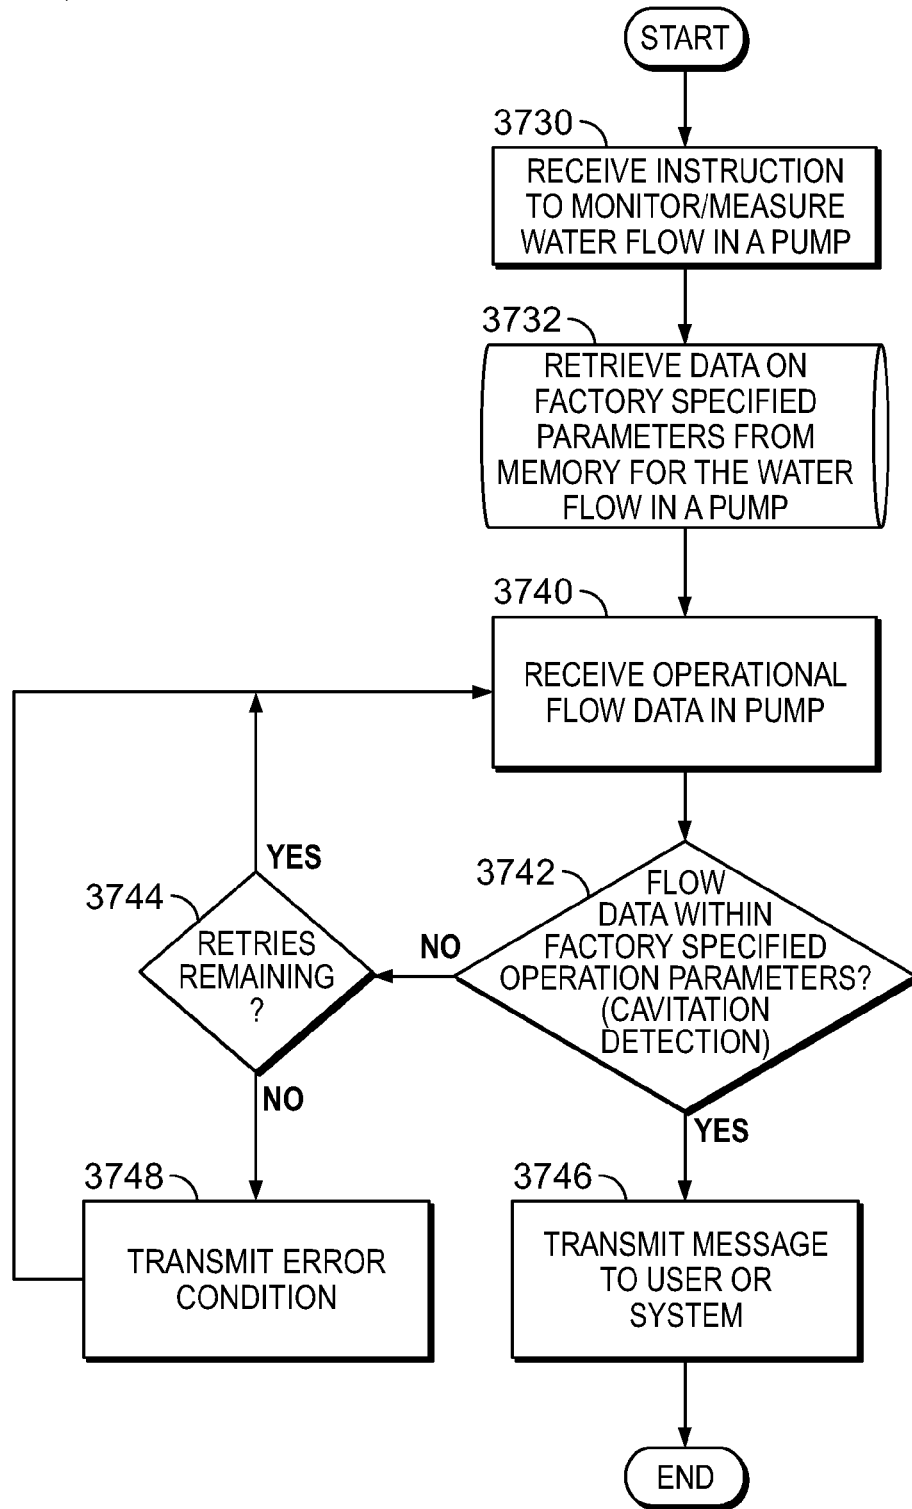 START
3730
RECEIVE INSTRUCTION
TO MONITOR/MEASURE
WATER FLOW IN A PUMP
3732
RETRIEVE DATA ON
FACTORY SPECIFIED
PARAMETERS FROM
MEMORY FOR THE WATER
FLOW IN A PUMP
3740
RECEIVE OPERATIONAL
FLOW DATA IN PUMP
3742
FLOW
DATA WITHIN
FACTORY SPECIFIED
OPERATION PARAMETERS?
(CAVITATION
DETECTION)
NO
YES
3744
RETRIES
REMAINING
?
YES
NO
3748
TRANSMIT ERROR
CONDITION
3746
TRANSMIT MESSAGE
TO USER OR
SYSTEM
END